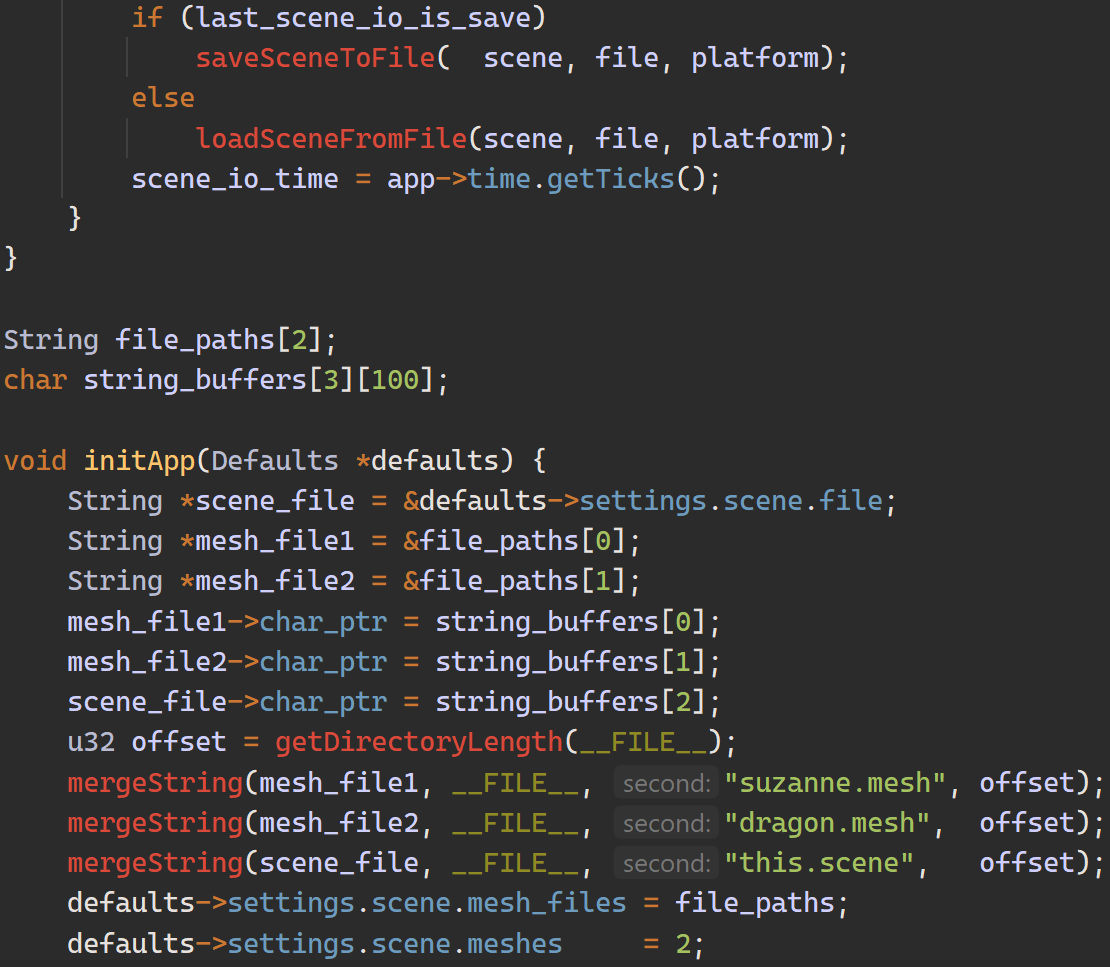 if (last_scene_io_is_save)
            saveSceneToFile(  scene, file, platform);
        else
            loadSceneFromFile(scene, file, platform);
        scene_io_time = app->time.getTicks();
    }
}

String file_paths[2];
char string_buffers[3][100];

void initApp(Defaults *defaults) {
    String *scene_file = &defaults->settings.scene.file;
    String *mesh_file1 = &file_paths[0];
    String *mesh_file2 = &file_paths[1];
    mesh_file1->char_ptr = string_buffers[0];
    mesh_file2->char_ptr = string_buffers[1];
    scene_file->char_ptr = string_buffers[2];
    u32 offset = getDirectoryLength(__FILE__);
    mergeString(mesh_file1, __FILE__, second: "suzanne.mesh", offset);
    mergeString(mesh_file2, __FILE__, second: "dragon.mesh",  offset);
    mergeString(scene_file, __FILE__, second: "this.scene",   offset);
    defaults->settings.scene.mesh_files = file_paths;
    defaults->settings.scene.meshes     = 2;